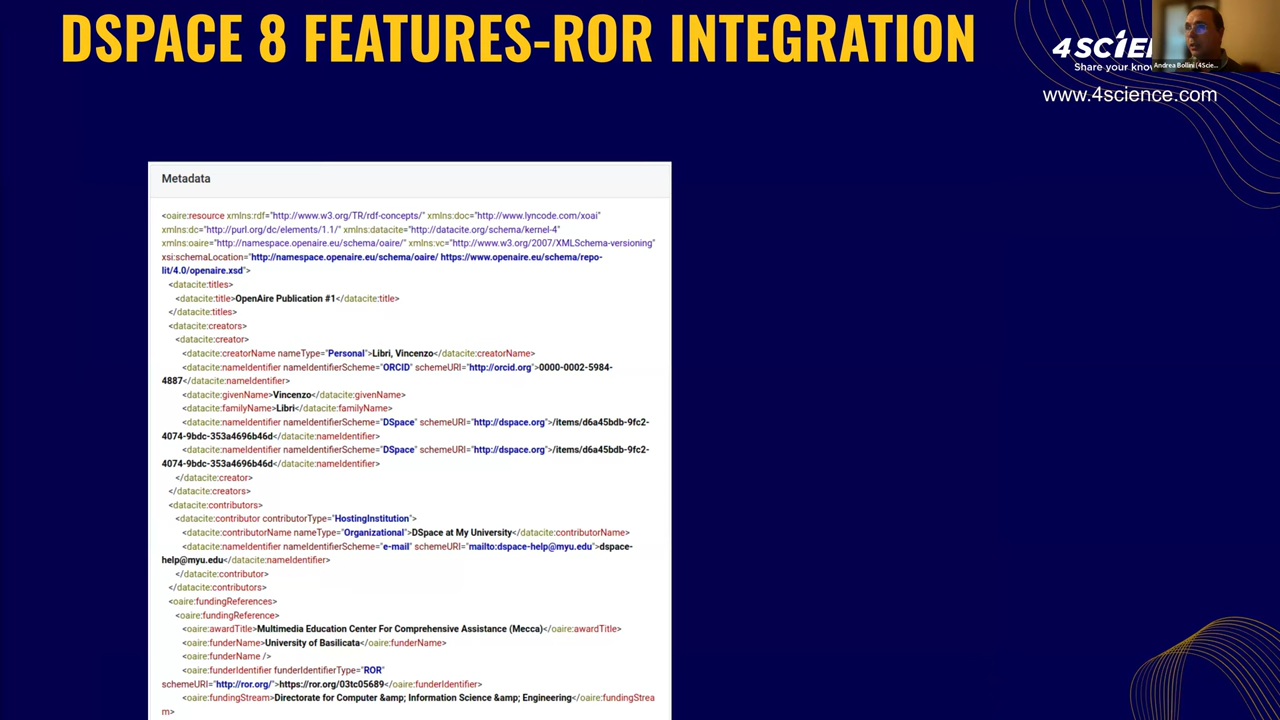 DSPACE 8 FEATURES-ROR INTEGRATION
4SCIE
Share your
Andrea Bollini (4Scie...
www.4science.com
Metadata
<oaire:resource xmlns:rdf="http://www.w3.org/TR/rdf-concepts/" xmlns:doc="http://www.lyncode.com/xoai"
xmlns:dc="http://purl.org/dc/elements/1.1/" xmlns:datacite="http://datacite.org/schema/kernel-4"
xmlns:oaire="http://namespace.openaire.eu/schema/oaire/" xmlns:vc="http://www.w3.org/2007/XMLSchema-versioning"
xsi:schemaLocation="http://namespace.openaire.eu/schema/oaire/ https://www.openaire.eu/schema/repo-
lit/4.0/openaire.xsd">
<datacite:titles>
<datacite:title>OpenAire Publication #1</datacite:title>
</datacite:titles>
<datacite:creators>
<datacite:creator>
<datacite:creatorName nameType="Personal">Libri, Vincenzo</datacite:creatorName>
<datacite:nameIdentifier nameIdentifierScheme="ORCID" schemeURI="http://orcid.org">0000-0002-5984-
4887</datacite:nameIdentifier>
<datacite:givenName>Vincenzo</datacite:givenName>
<datacite:familyName>Libri</datacite:familyName>
<datacite:nameIdentifier nameIdentifierScheme="DSpace" schemeURI="http://dspace.org">/items/d6a45bdb-9fc2-
4074-9bdc-353a4696b46d</datacite:nameIdentifier>
<datacite:nameIdentifier nameIdentifierScheme="DSpace" schemeURI="http://dspace.org">/items/d6a45bdb-9fc2-
4074-9bdc-353a4696b46d</datacite:nameIdentifier>
</datacite:creator>
</datacite:creators>
<datacite:contributors>
<datacite:contributor contributorType="HostingInstitution">
<datacite:contributorName nameType="Organizational">DSpace at My University</datacite:contributorName>
<datacite:nameIdentifier nameIdentifierScheme="e-mail" schemeURI="mailto:dspace-help@myu.edu">dspace-
help@myu.edu</datacite:nameIdentifier>
</datacite:contributor>
</datacite:contributors>
<oaire:fundingReferences>
<oaire:fundingReference>
<oaire:awardTitle>Multimedia Education Center For Comprehensive Assistance (Mecca)</oaire:awardTitle>
<oaire:funderName>University of Basilicata</oaire:funderName>
<oaire:funderName />
<oaire:funderIdentifier funderIdentifierType="ROR"
schemeURI="http://ror.org/">https://ror.org/03tc05689</oaire:funderIdentifier>
<oaire:fundingStream>Directorate for Computer &amp; Information Science &amp; Engineering</oaire:fundingStrea
m>